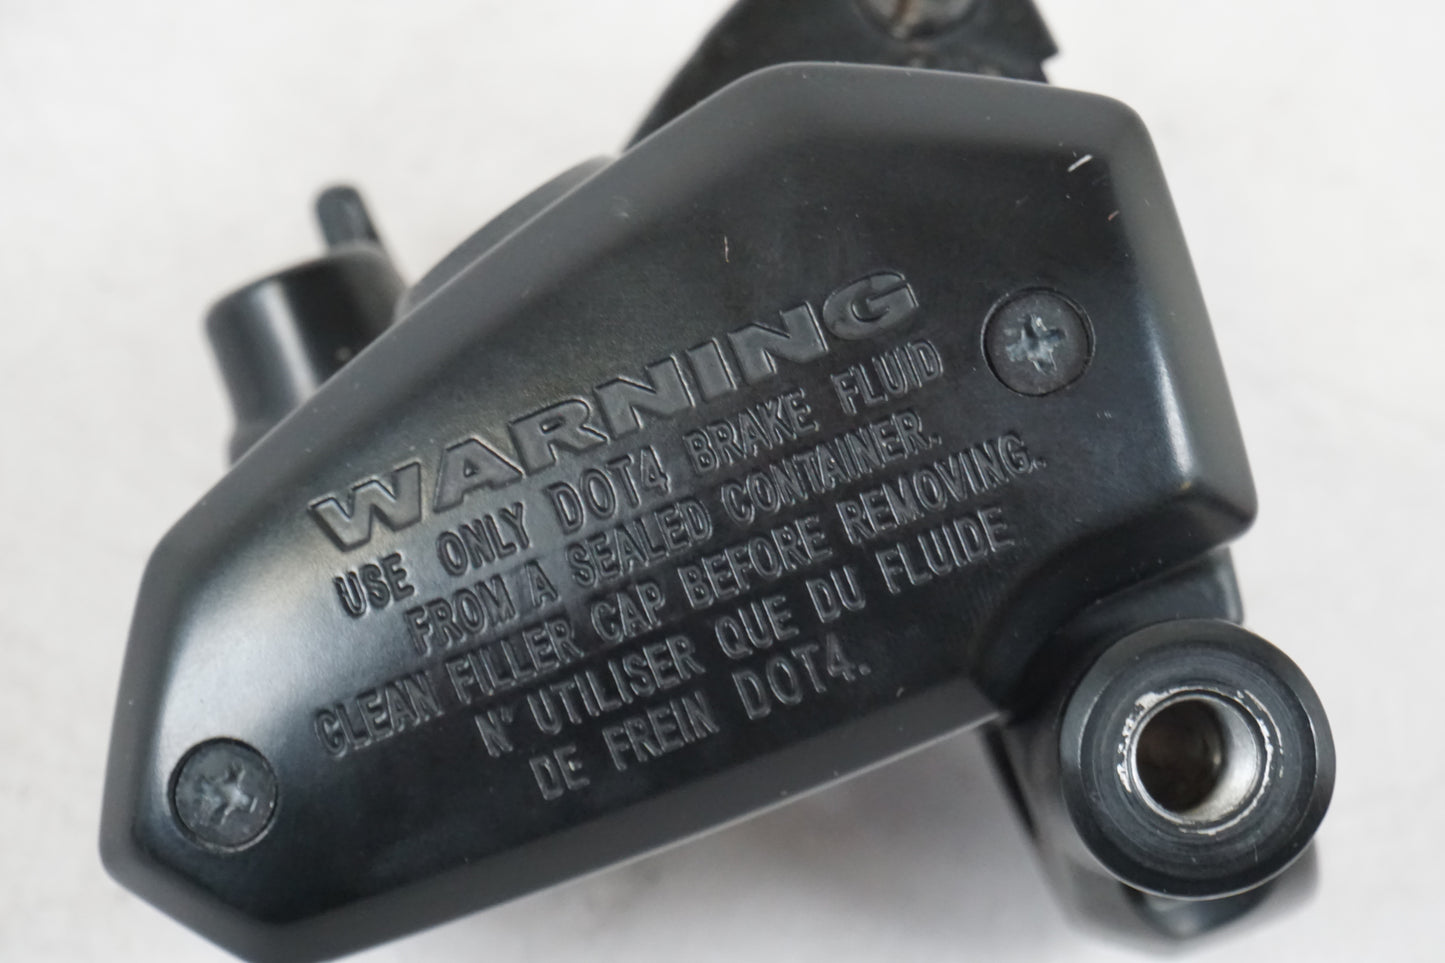 WARNING
USE ONLY DOT4 BRAKE FLUID
FROM A SEALED CONTAINER.
CLEAN FILLER CAP BEFORE REMOVING.
N'UTILISER QUE DU FLUIDE
DE FREIN DOT4.